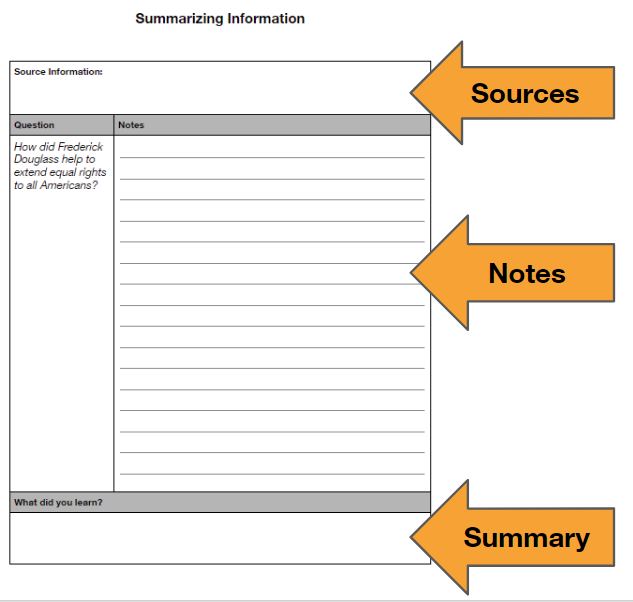 Summarizing Information
Source Information:
Sources
Question
Notes
How did Frederick
Douglass help to
extend equal rights
to all Americans?
Notes
What did you learn?
Summary